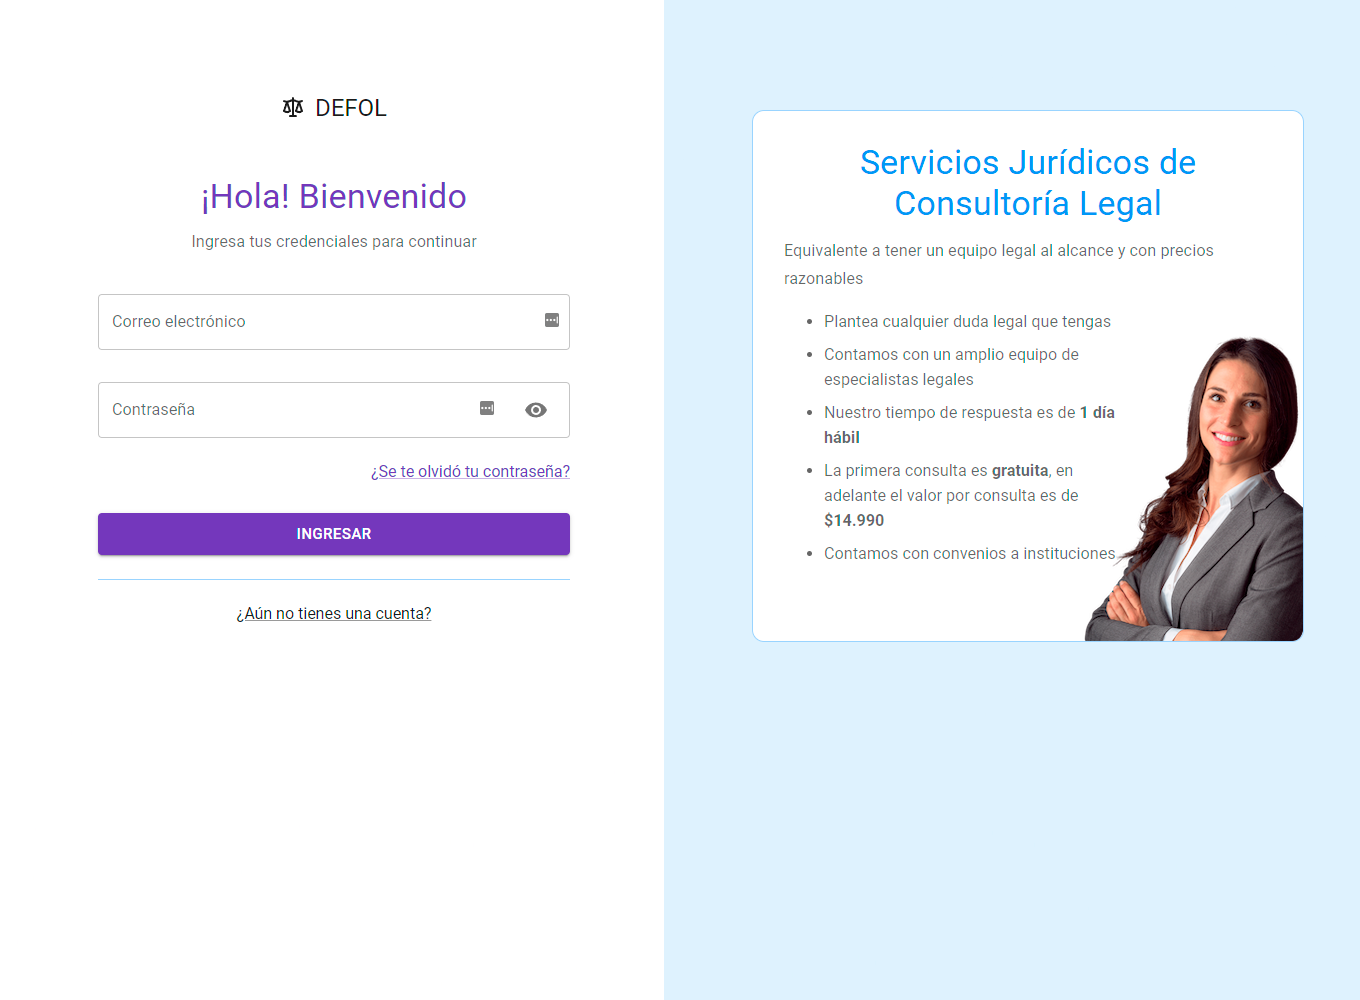 DEFOL
¡Hola! Bienvenido
Ingresa tus credenciales para continuar
Correo electrónico
Contraseña
¿Se te olvidó tu contraseña?
INGRESAR
¿Aún no tienes una cuenta?
Servicios Jurídicos de
Consultoría Legal
Equivalente a tener un equipo legal al alcance y con precios
razonables
• Plantea cualquier duda legal que tengas
• Contamos con un amplio equipo de
especialistas legales
• Nuestro tiempo de respuesta es de 1 día
hábil
• La primera consulta es gratuita, en
adelante el valor por consulta es de
$14.990
• Contamos con convenios a instituciones